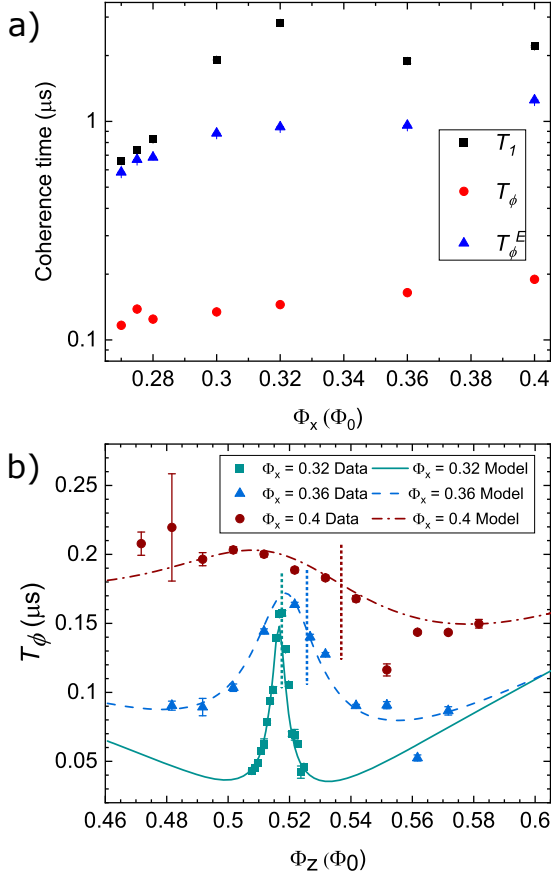 a)
Coherence time (μs)
1
0.1
T₁
Tϕ
Tϕᴱ
0.28 0.30 0.32 0.34 0.36 0.38 0.40
Φₓ (Φ₀)
b)
Φₓ = 0.32 Data Φₓ = 0.32 Model
Φₓ = 0.36 Data Φₓ = 0.36 Model
Φₓ = 0.4 Data Φₓ = 0.4 Model
Tϕ (μs)
0.25
0.20
0.15
0.10
0.05
0.46 0.48 0.50 0.52 0.54 0.56 0.58 0.60
Φz (Φ₀)